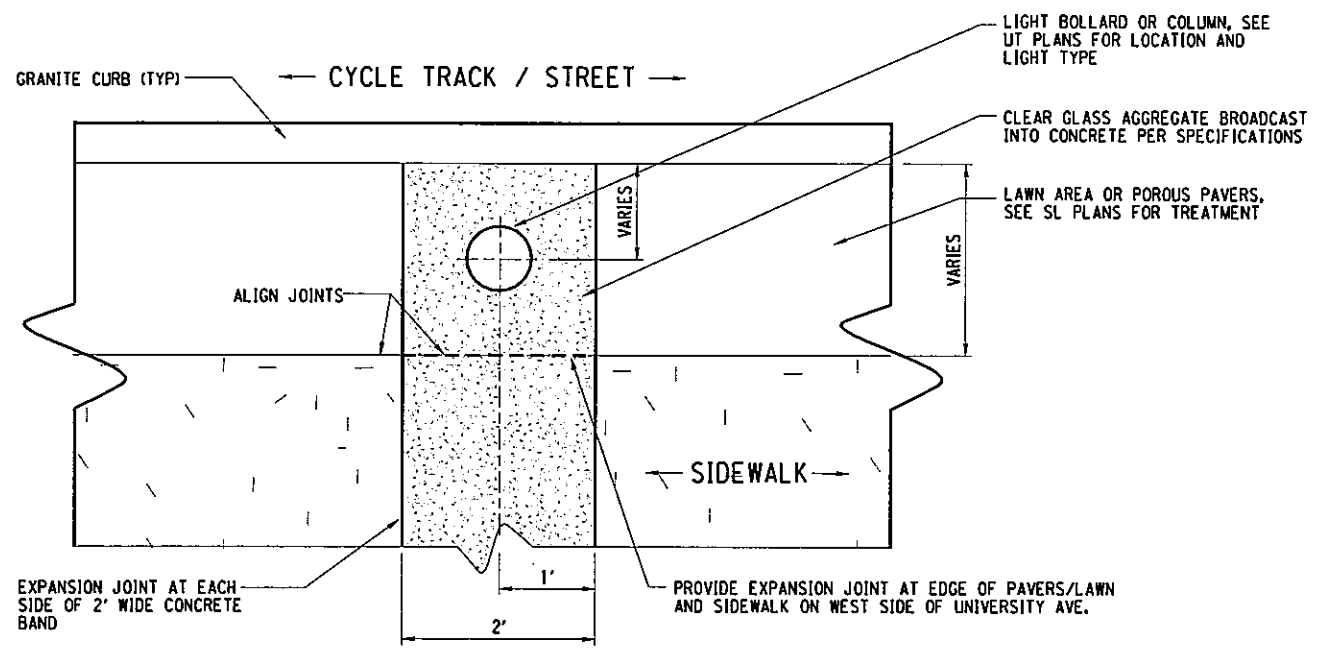 LIGHT BOLLARD OR COLUMN, SEE
UT PLANS FOR LOCATION AND
LIGHT TYPE
GRANITE CURB (TYP)
CYCLE TRACK / STREET
CLEAR GLASS AGGREGATE BROADCAST
INTO CONCRETE PER SPECIFICATIONS
LAWN AREA OR POROUS PAVERS,
SEE SL PLANS FOR TREATMENT
VARIES
VARIES
ALIGN JOINTS
SIDEWALK
EXPANSION JOINT AT EACH
SIDE OF 2' WIDE CONCRETE
BAND
1'
2'
PROVIDE EXPANSION JOINT AT EDGE OF PAVERS/LAWN
AND SIDEWALK ON WEST SIDE OF UNIVERSITY AVE.